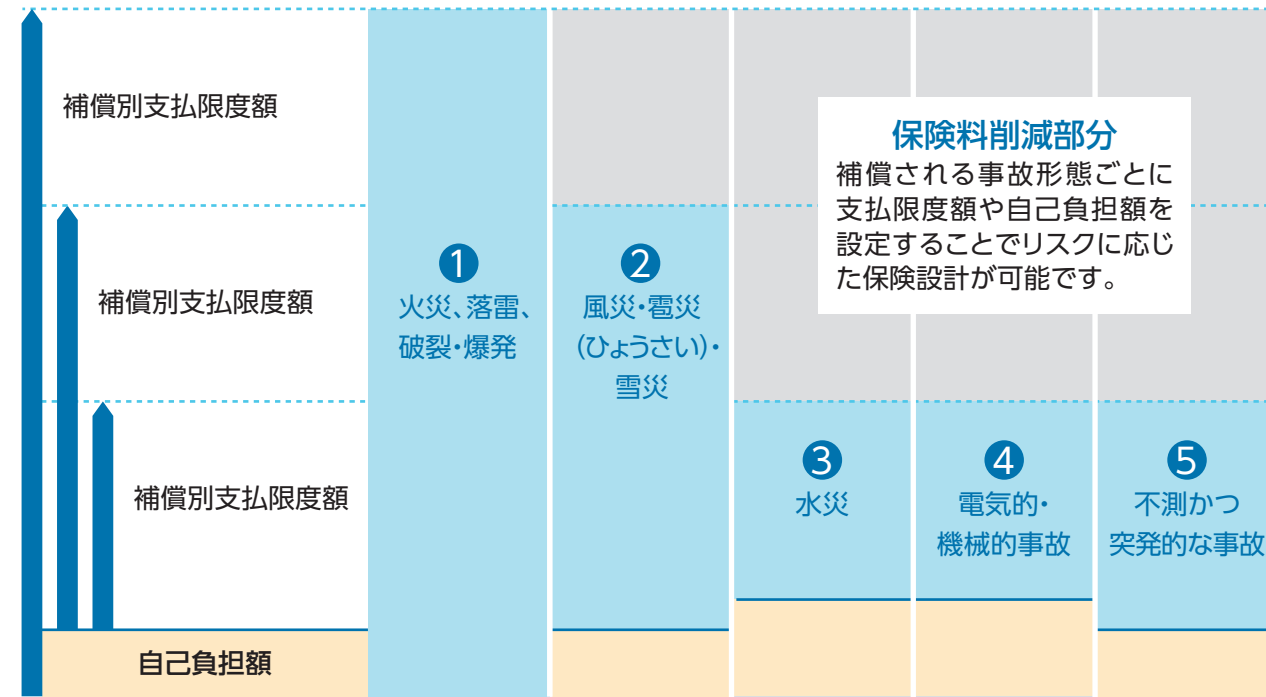 補償別支払限度額
補償別支払限度額
補償別支払限度額
自己負担額
❶
火災、落雷、
破裂・爆発
❷
風災・雹災
(ひょうさい)・
雪災
❸
水災
❹
電気的・
機械的事故
❺
不測かつ
突発的な事故
保険料削減部分
補償される事故形態ごとに
支払限度額や自己負担額を
設定することでリスクに応じ
た保険設計が可能です。